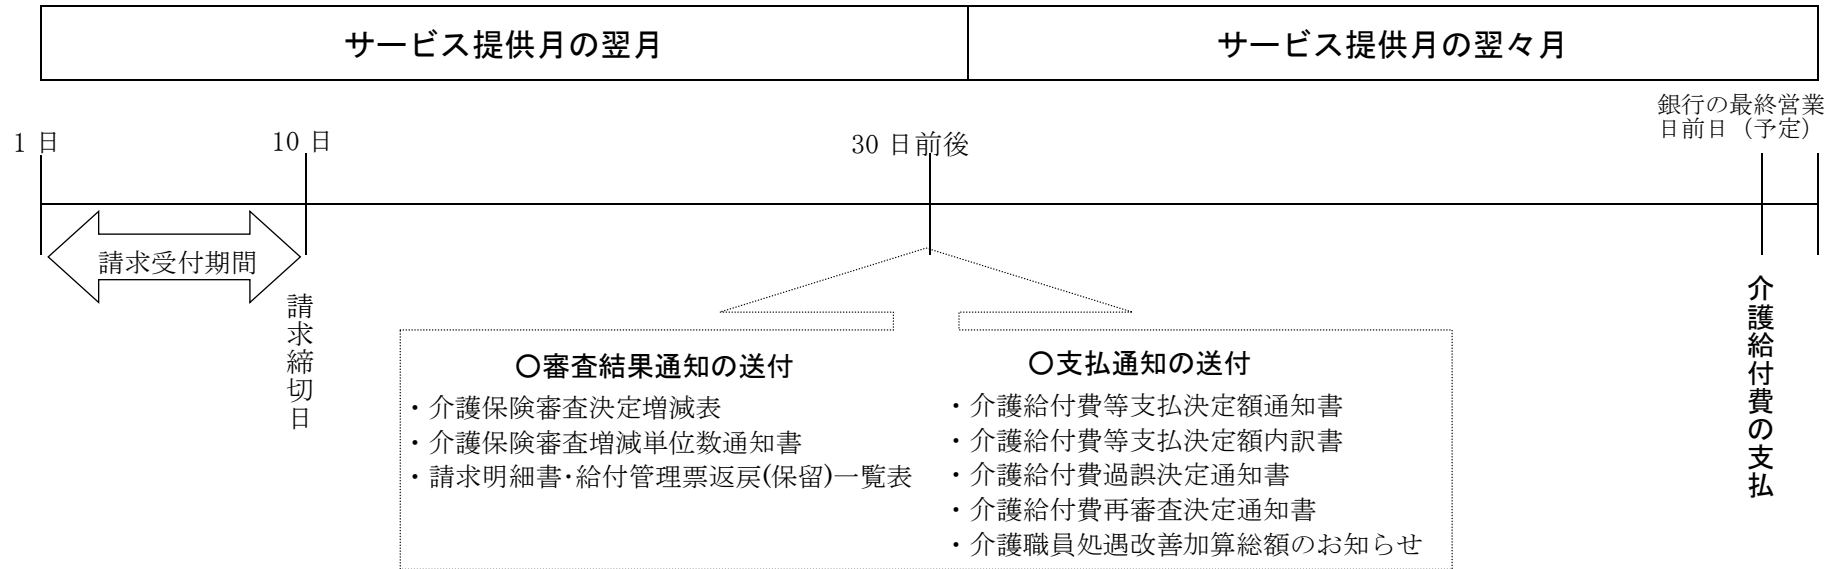 サービス提供月の翌月
サービス提供月の翌々月
銀行の最終営業
日前日（予定）
1 日
10 日
30 日前後
請求受付期間
請求締切日
介護給付費の支払
〇審査結果通知の送付
・介護保険審査決定増減表
・介護保険審査増減単位数通知書
・請求明細書･給付管理票返戻(保留)一覧表
〇支払通知の送付
・介護給付費等支払決定額通知書
・介護給付費等支払決定額内訳書
・介護給付費過誤決定通知書
・介護給付費再審査決定通知書
・介護職員処遇改善加算総額のお知らせ